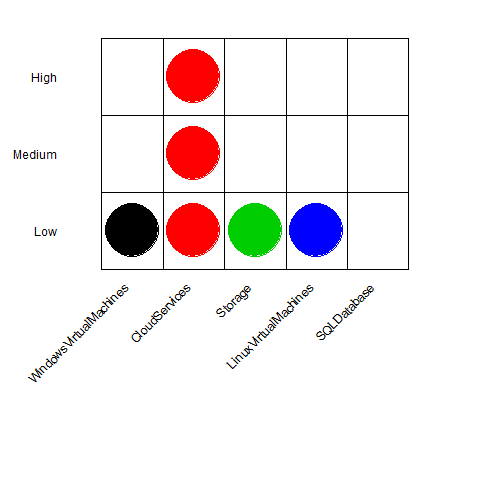 High
Medium
Low
WindowsVirtualMachines
CloudServices
Storage
LinuxVirtualMachines
SQLDatabase